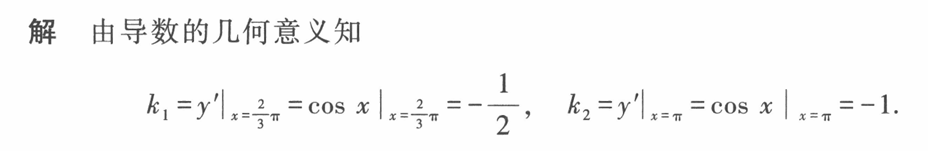 解 由导数的几何意义知
k₁ = y′|ₓ₌⅔π = cos x |ₓ₌⅔π = -1/2, k₂ = y′|ₓ₌π = cos x |ₓ₌π = -1.